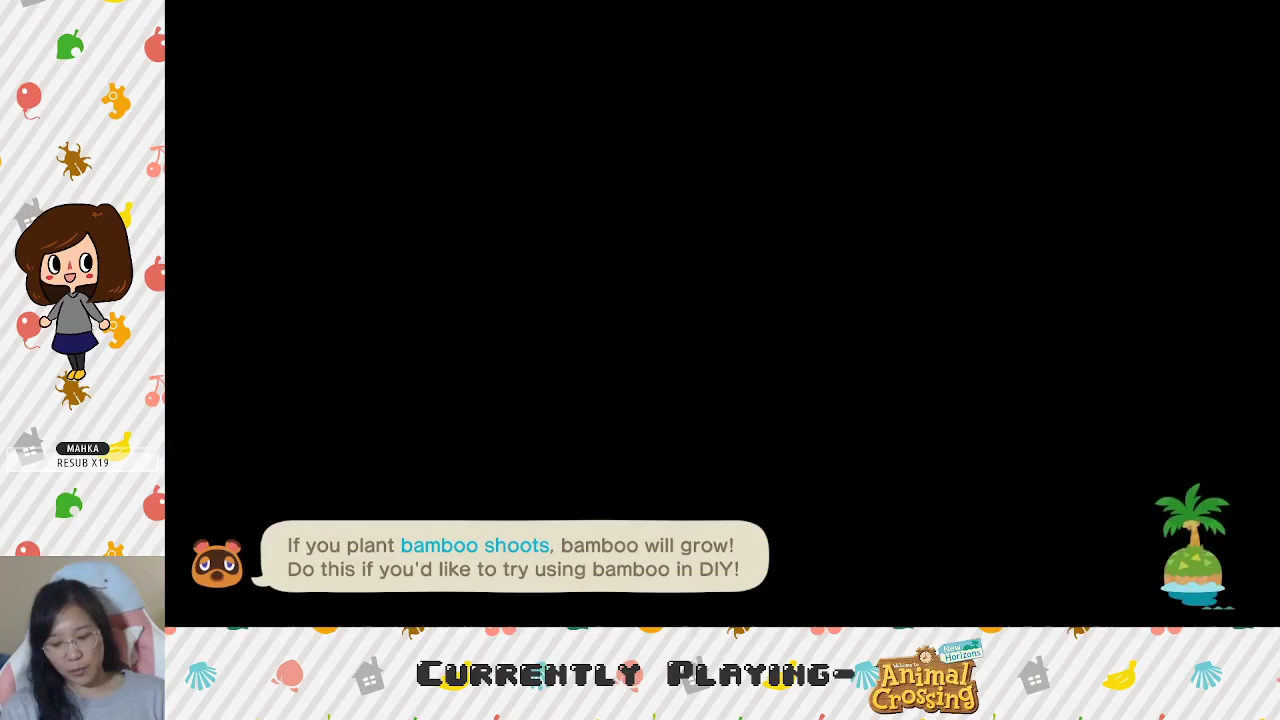 MAHKA
RESUB X19
If you plant bamboo shoots, bamboo will grow!
Do this if you'd like to try using bamboo in DIY!
Currently Playing-
Welcome to
Animal
Crossing
New
Horizons